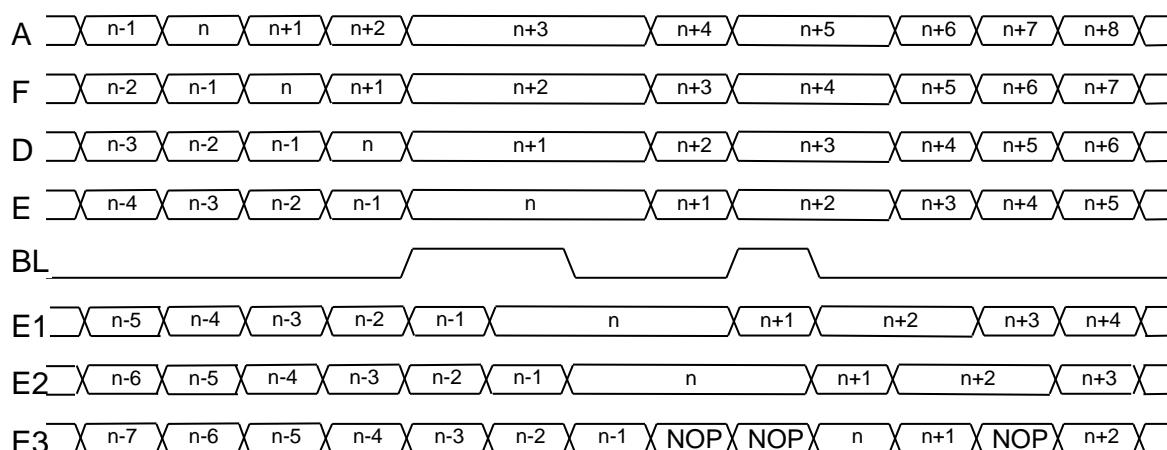 A n-1 n n+1 n+2 n+3 n+4 n+5 n+6 n+7 n+8
F n-2 n-1 n n+1 n+2 n+3 n+4 n+5 n+6 n+7
D n-3 n-2 n-1 n n+1 n+2 n+3 n+4 n+5 n+6
E n-4 n-3 n-2 n-1 n n+1 n+2 n+3 n+4 n+5
BL
E1 n-5 n-4 n-3 n-2 n-1 n n+1 n+2 n+3 n+4
E2 n-6 n-5 n-4 n-3 n-2 n-1 n n+1 n+2 n+3
E3 n-7 n-6 n-5 n-4 n-3 n-2 n-1 NOP NOP n n+1 NOP n+2